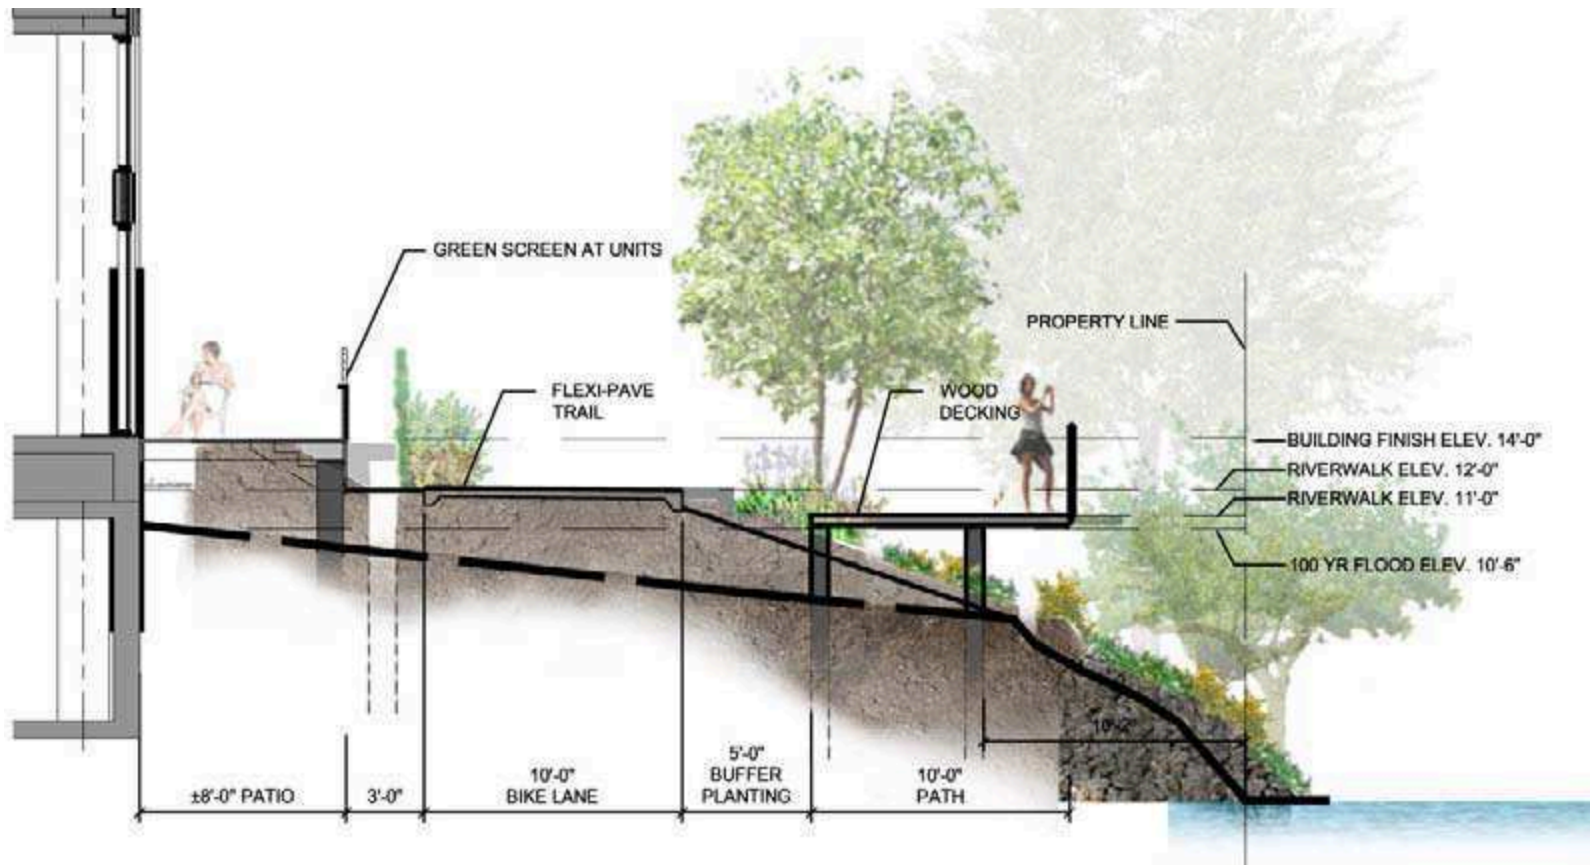 GREEN SCREEN AT UNITS
PROPERTY LINE
FLEXI-PAVE
TRAIL
WOOD
DECKING
BUILDING FINISH ELEV. 14'-0"
RIVERWALK ELEV. 12'-0"
RIVERWALK ELEV. 11'-0"
100 YR FLOOD ELEV. 10'-6"
10'-2"
±8'-0" PATIO
3'-0"
10'-0"
BIKE LANE
5'-0"
BUFFER
PLANTING
10'-0"
PATH